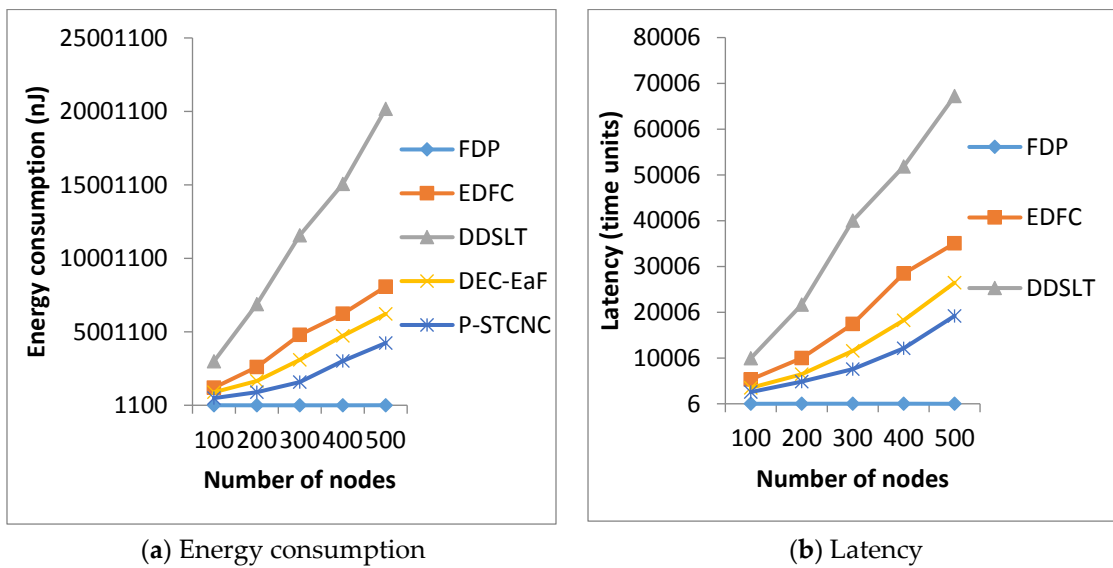 25001100
20001100
15001100
10001100
5001100
1100
Energy consumption (nJ)
100 200 300 400 500
Number of nodes
FDP
EDFC
DDSLT
DEC-EaF
P-STCNC
(a) Energy consumption
80006
70006
60006
50006
40006
30006
20006
10006
6
Latency (time units)
100 200 300 400 500
Number of nodes
FDP
EDFC
DDSLT
(b) Latency